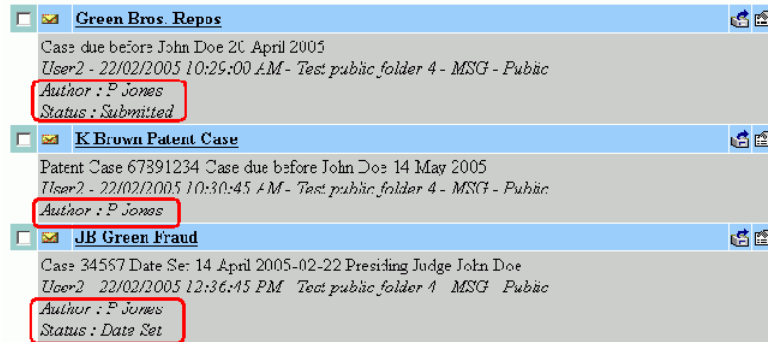 Green Bros. Repos
Case due before John Doe 20 April 2005
User2 - 22/02/2005 10:29:00 AM - Test public folder 4 - MSG - Public
Author : P Jones
Status : Submitted
K Brown Patent Case
Patent Case 67891234 Case due before John Doe 14 May 2005
User2 - 22/02/2005 10:30:45 AM - Test public folder 4 - MSG - Public
Author : P Jones
JB Green Fraud
Case 34567 Date Set 14 April 2005-02-22 Presiding Judge John Doe
User2 - 22/02/2005 12:36:45 PM - Test public folder 4 - MSG - Public
Author : P Jones
Status : Date Set